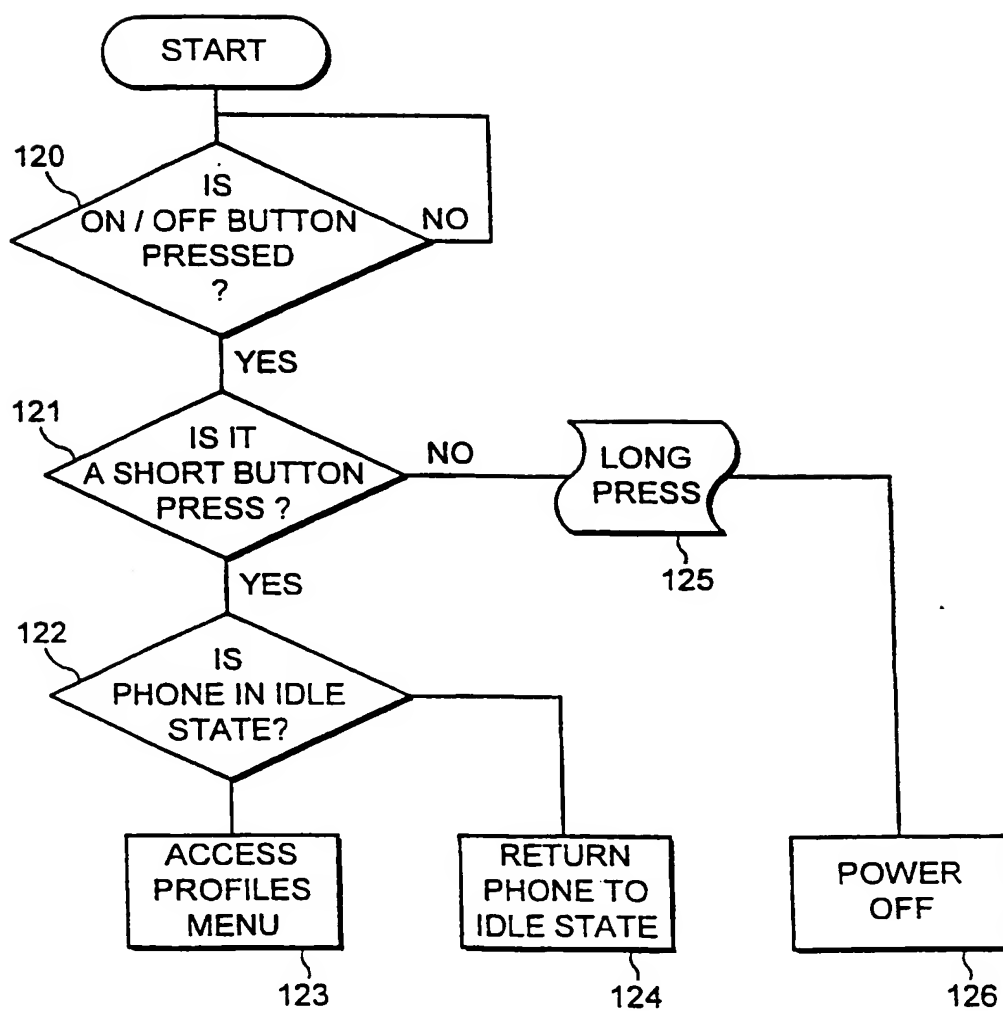 START
120
IS
ON / OFF BUTTON
PRESSED
?
NO
YES
121
IS IT
A SHORT BUTTON
PRESS ?
NO
LONG
PRESS
125
YES
122
IS
PHONE IN IDLE
STATE?
ACCESS
PROFILES
MENU
123
RETURN
PHONE TO
IDLE STATE
124
POWER
OFF
126